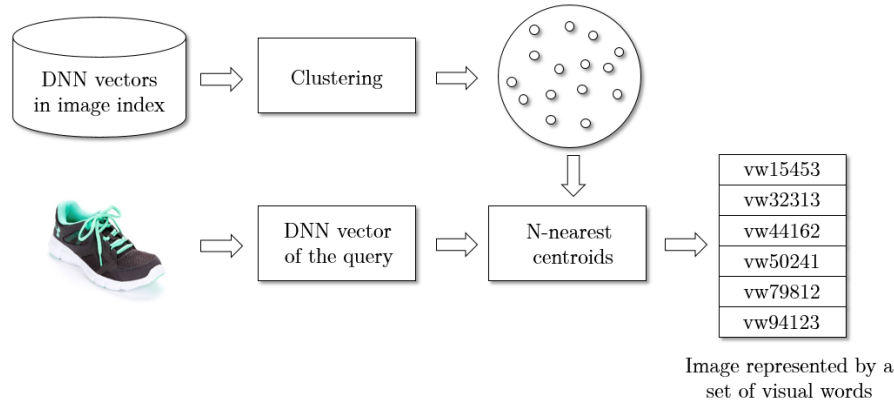 DNN vectors
in image index
Clustering
DNN vector
of the query
N-nearest
centroids
vw15453
vw32313
vw44162
vw50241
vw79812
vw94123
Image represented by a
set of visual words